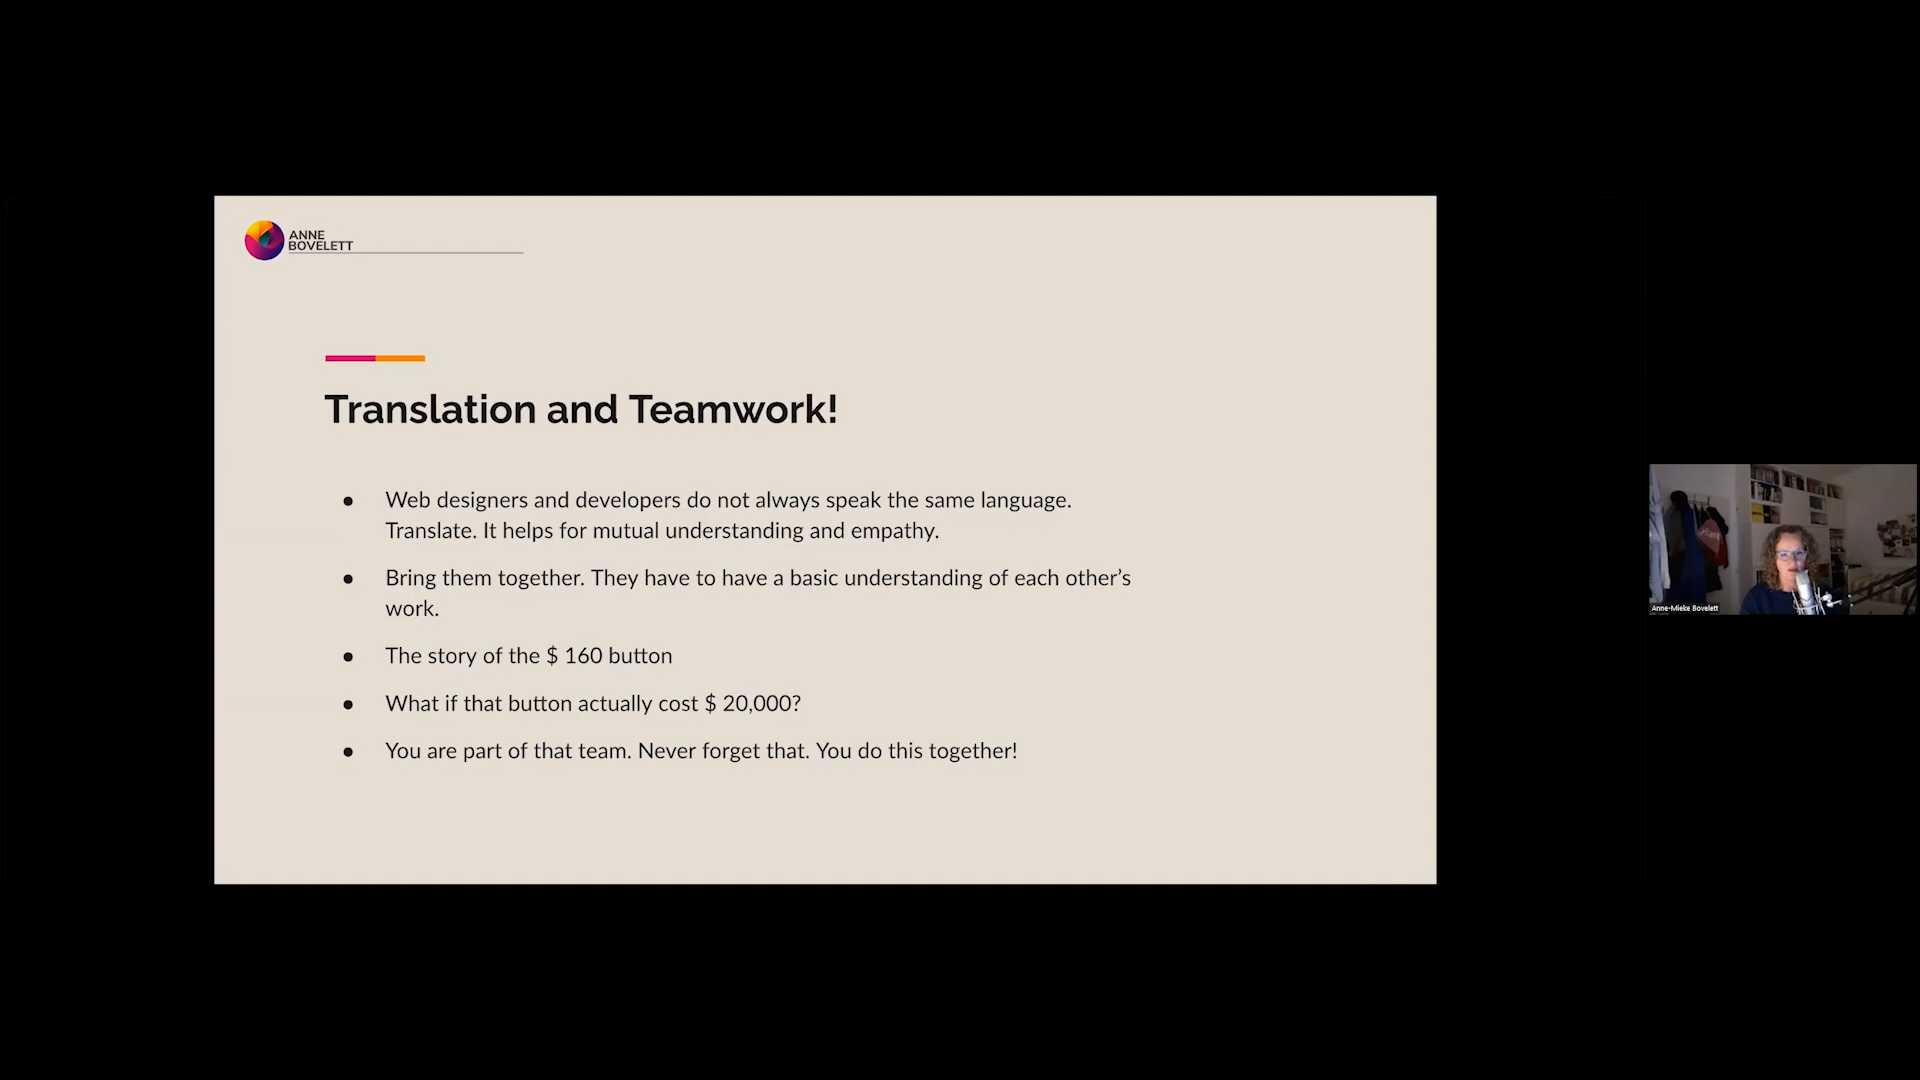 ANNE
BOVELETT
Translation and Teamwork!
● Web designers and developers do not always speak the same language.
Translate. It helps for mutual understanding and empathy.
● Bring them together. They have to have a basic understanding of each other’s
work.
● The story of the $ 160 button
● What if that button actually cost $ 20,000?
● You are part of that team. Never forget that. You do this together!
Anne-Mieke Bovelett